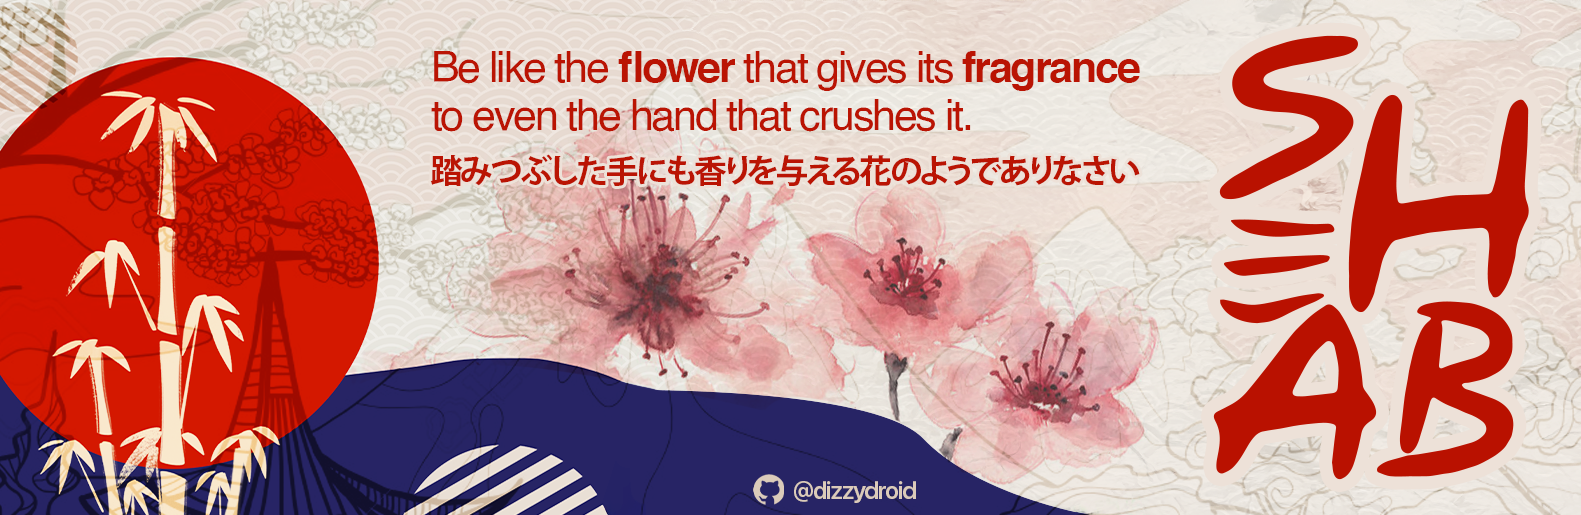 Be like the flower that gives its fragrance
to even the hand that crushes it.
踏みつぶした手にも香りを与える花のようでありなさい
SHAB
@dizzydroid